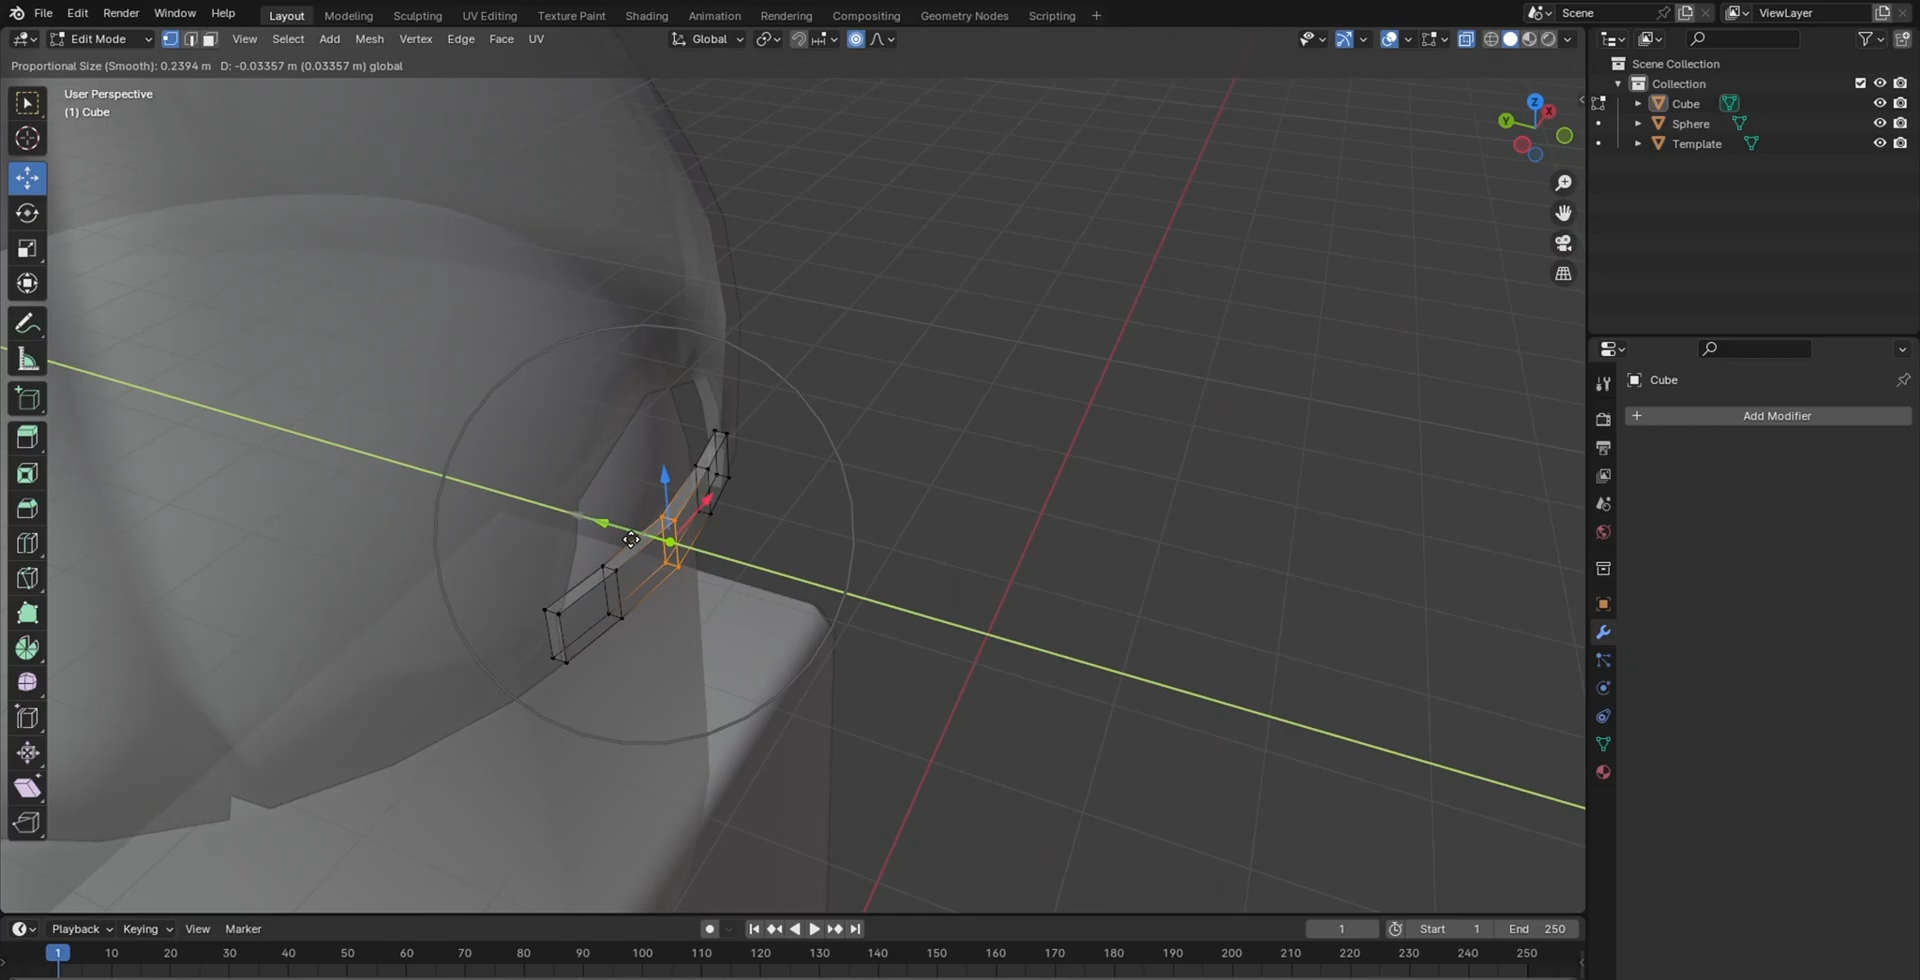 File Edit Render Window Help Layout Modeling Sculpting UV Editing Texture Paint Shading Animation Rendering Compositing Geometry Nodes Scripting + Scene ViewLayer
Edit Mode View Select Add Mesh Vertex Edge Face UV Global
Proportional Size (Smooth): 0.2394 m D: -0.03357 m (0.03357 m) global
User Perspective
(1) Cube
Z
X
Y
Scene Collection
Collection
Cube
Sphere
Template
Cube
+ Add Modifier
Playback Keying View Marker 1 Start 1 End 250
1 10 20 30 40 50 60 70 80 90 100 110 120 130 140 150 160 170 180 190 200 210 220 230 240 250